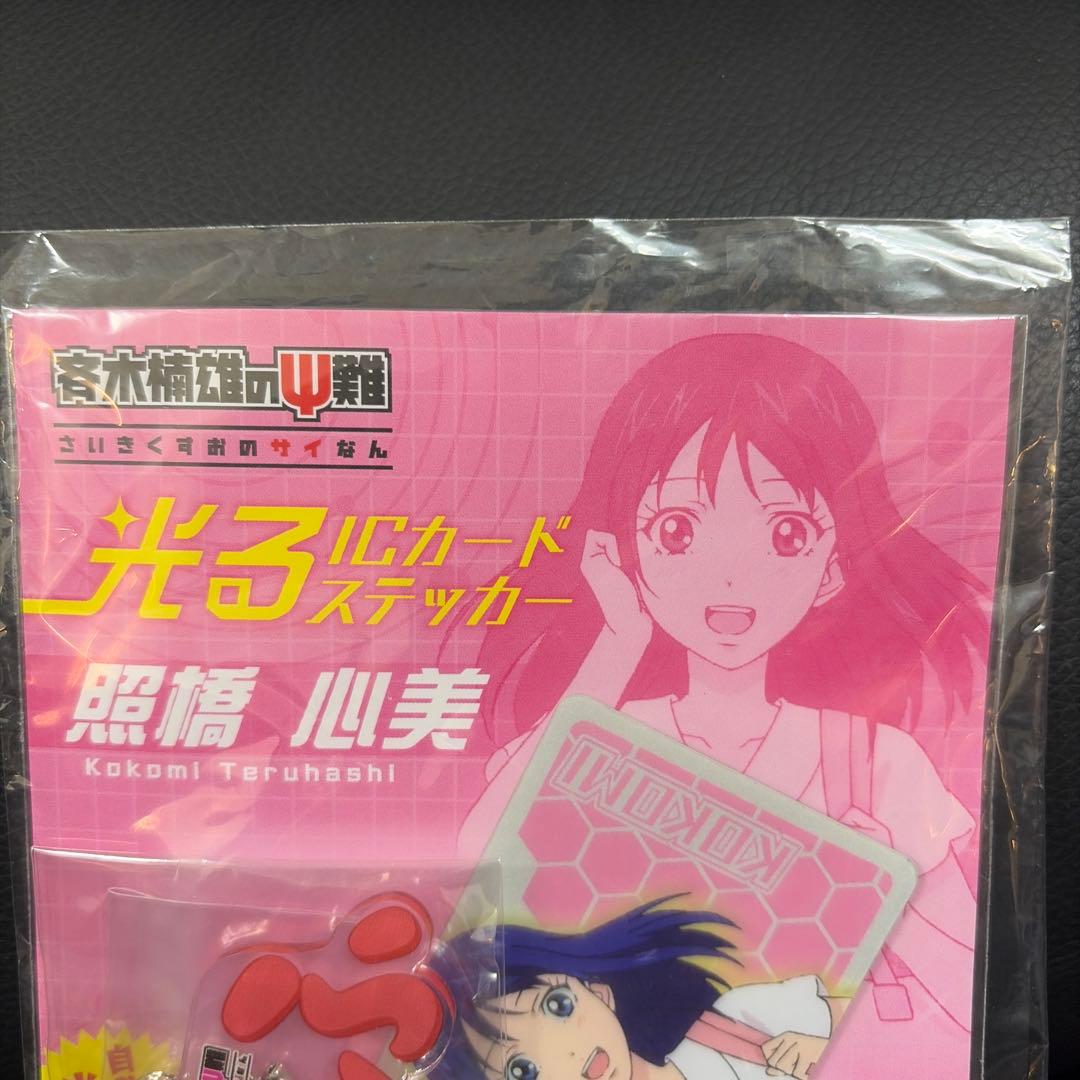 斉木楠雄のΨ難
さいきくすおのサイなん
光る ICカード
ステッカー
照橋 心美
Kokomi Teruhashi
KOKOMI